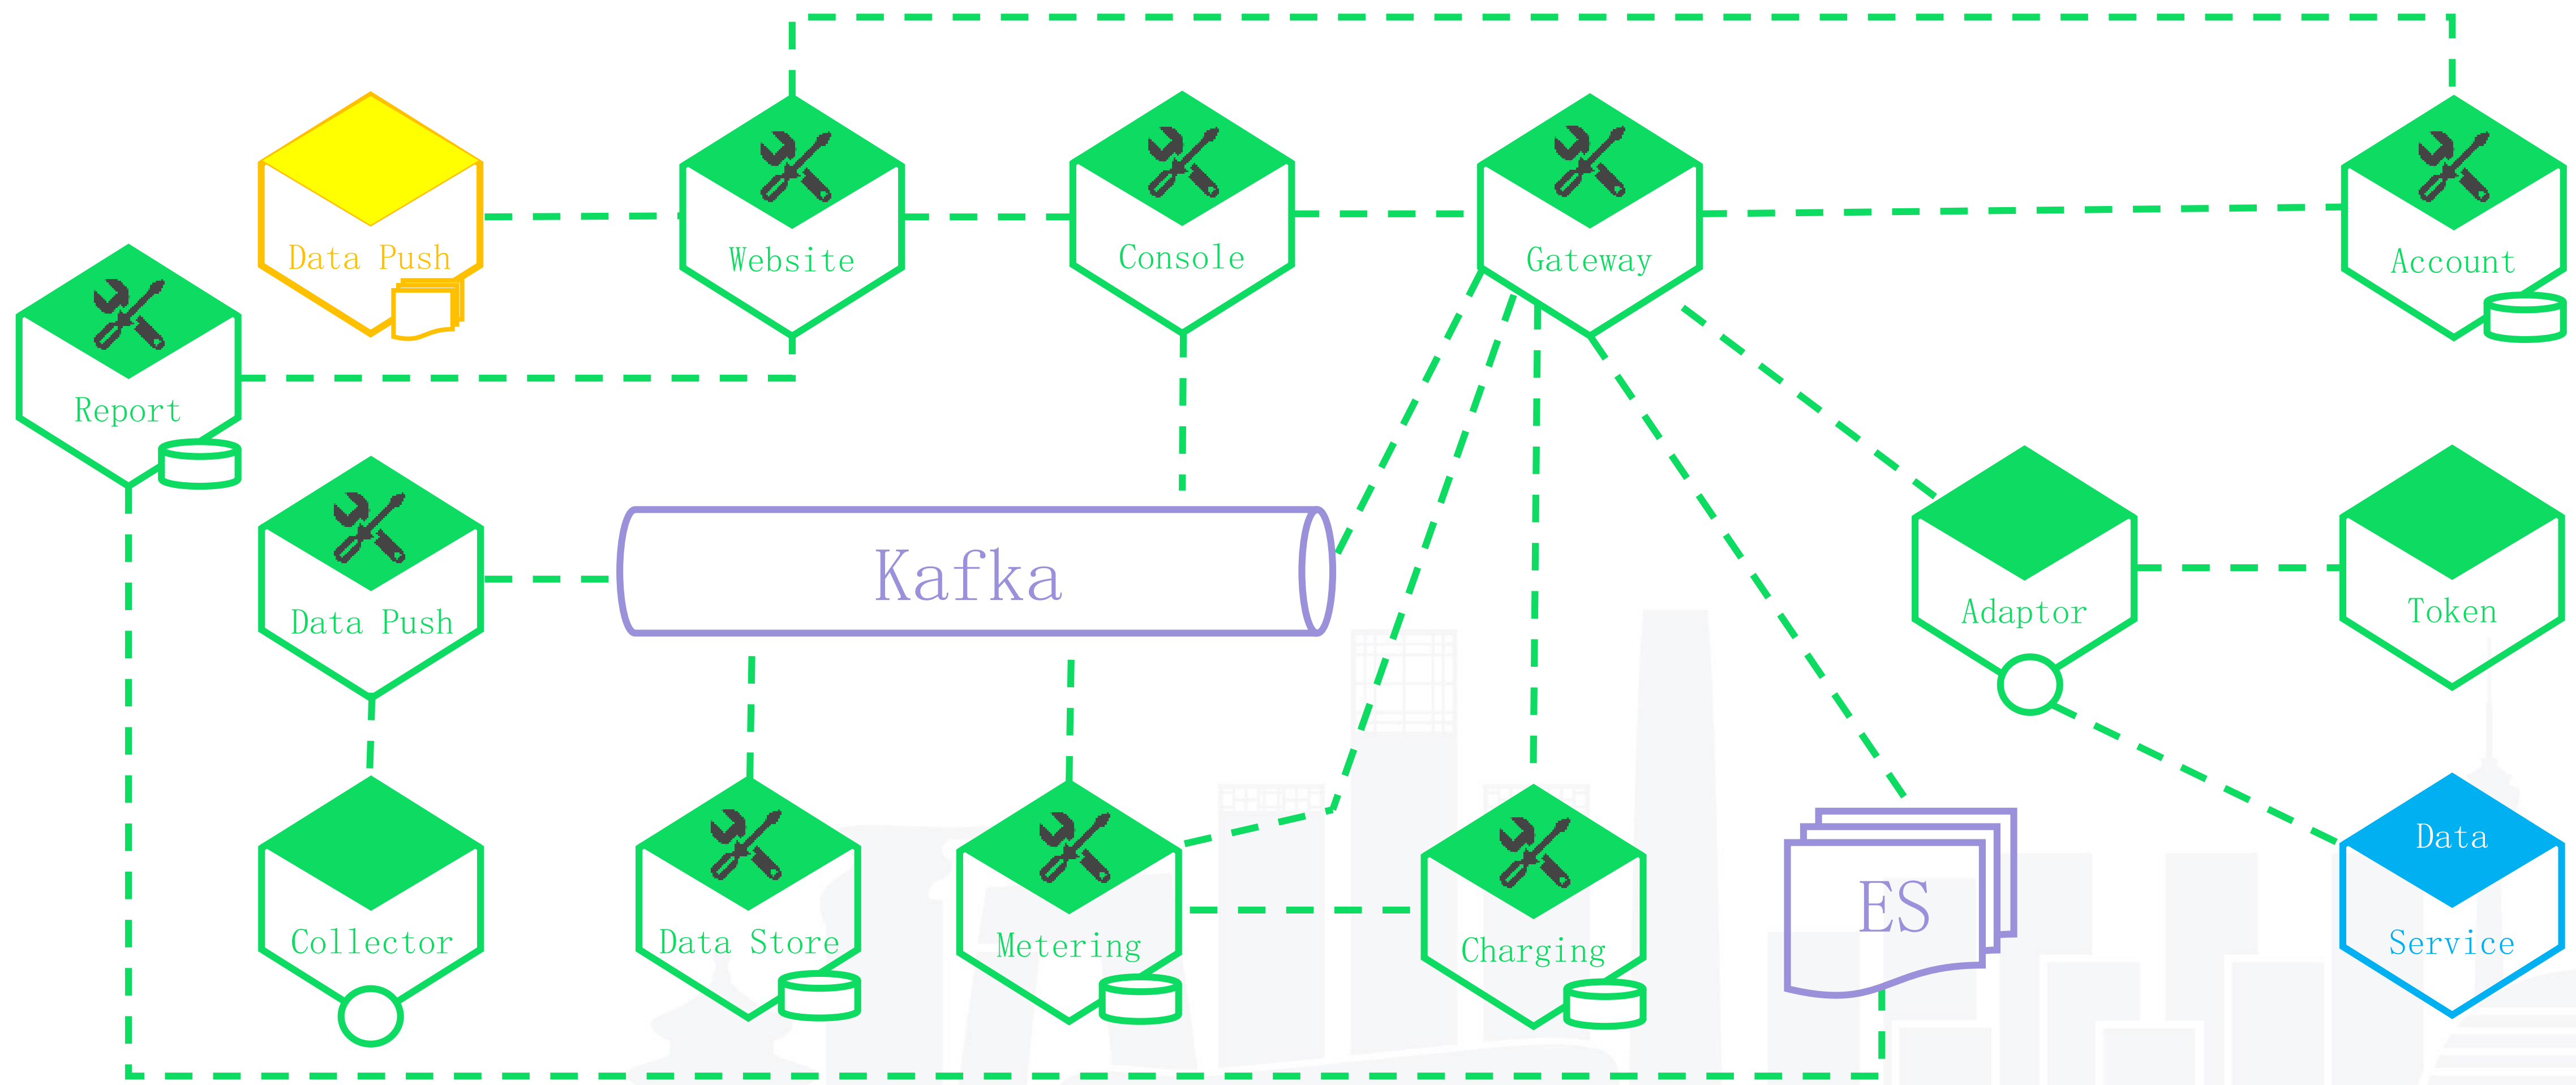 Data Push
Website
Console
Gateway
Account
Report
Data Push
Kafka
Adaptor
Token
Collector
Data Store
Metering
Charging
ES
Data
Service